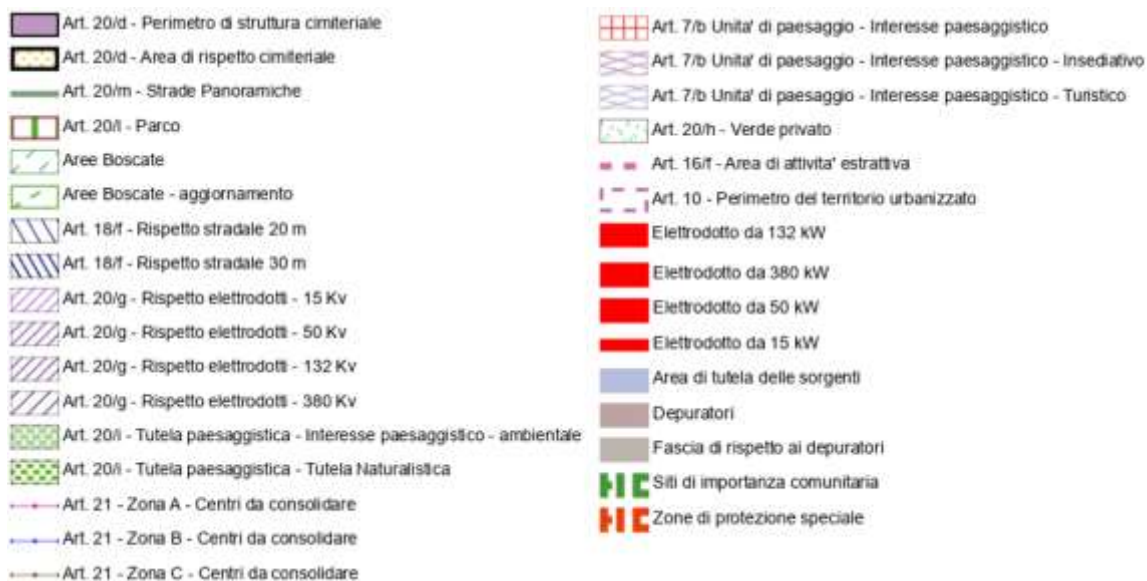 Art. 20/d - Perimetro di struttura cimiteriale
Art. 20/d - Area di rispetto cimiteriale
Art. 20/m - Strade Panoramiche
Art. 20/l - Parco
Aree Boscate
Aree Boscate - aggiornamento
Art. 18/f - Rispetto stradale 20 m
Art. 18/f - Rispetto stradale 30 m
Art. 20/g - Rispetto elettrodotti - 15 Kv
Art. 20/g - Rispetto elettrodotti - 50 Kv
Art. 20/g - Rispetto elettrodotti - 132 Kv
Art. 20/g - Rispetto elettrodotti - 380 Kv
Art. 20/i - Tutela paesaggistica - Interesse paesaggistico - ambientale
Art. 20/i - Tutela paesaggistica - Tutela Naturalistica
Art. 21 - Zona A - Centri da consolidare
Art. 21 - Zona B - Centri da consolidare
Art. 21 - Zona C - Centri da consolidare
Art. 7/b Unita' di paesaggio - Interesse paesaggistico
Art. 7/b Unita' di paesaggio - Interesse paesaggistico - Insediativo
Art. 7/b Unita' di paesaggio - Interesse paesaggistico - Turistico
Art. 20/h - Verde privato
Art. 16/f - Area di attivita' estrattiva
Art. 10 - Perimetro del territorio urbanizzato
Elettrodotto da 132 kW
Elettrodotto da 380 kW
Elettrodotto da 50 kW
Elettrodotto da 15 kW
Area di tutela delle sorgenti
Depuratori
Fascia di rispetto ai depuratori
Siti di importanza comunitaria
Zone di protezione speciale